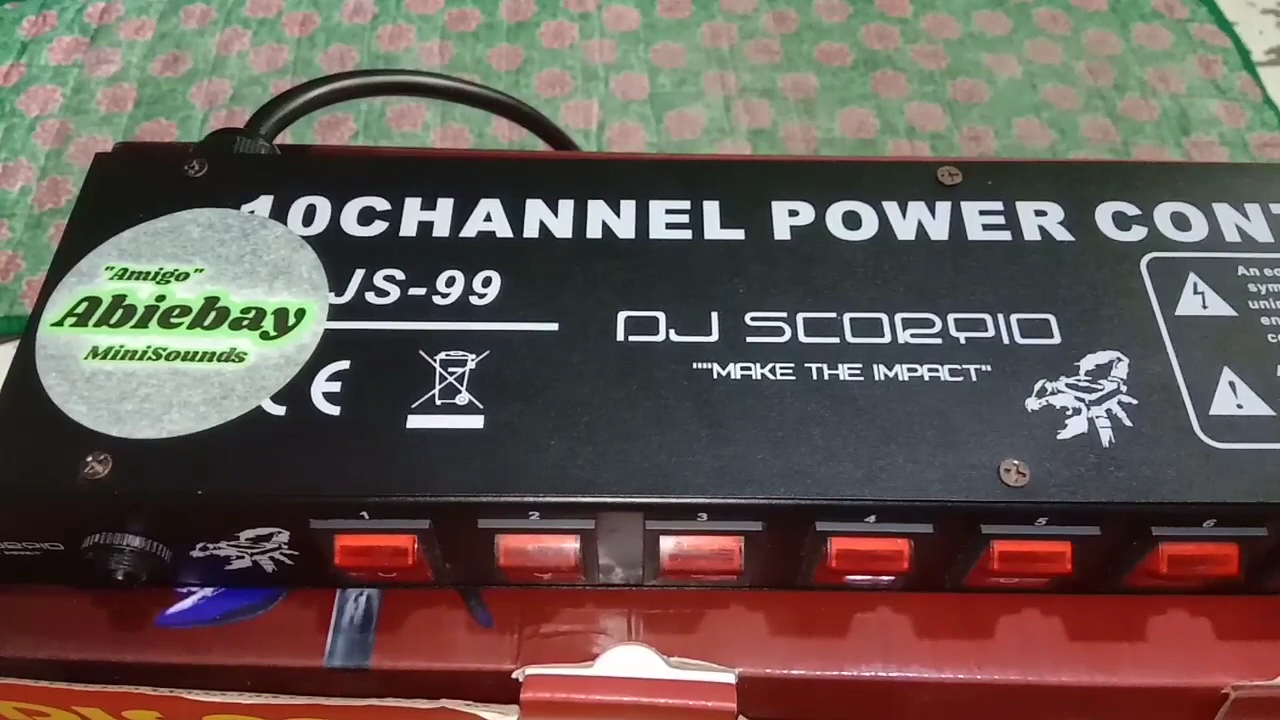 10CHANNEL POWER CONT
JS-99
"Amigo"
Abiebay
MiniSounds
DJ SCORPIO
""MAKE THE IMPACT"
CE
1 2 3 4 5 6